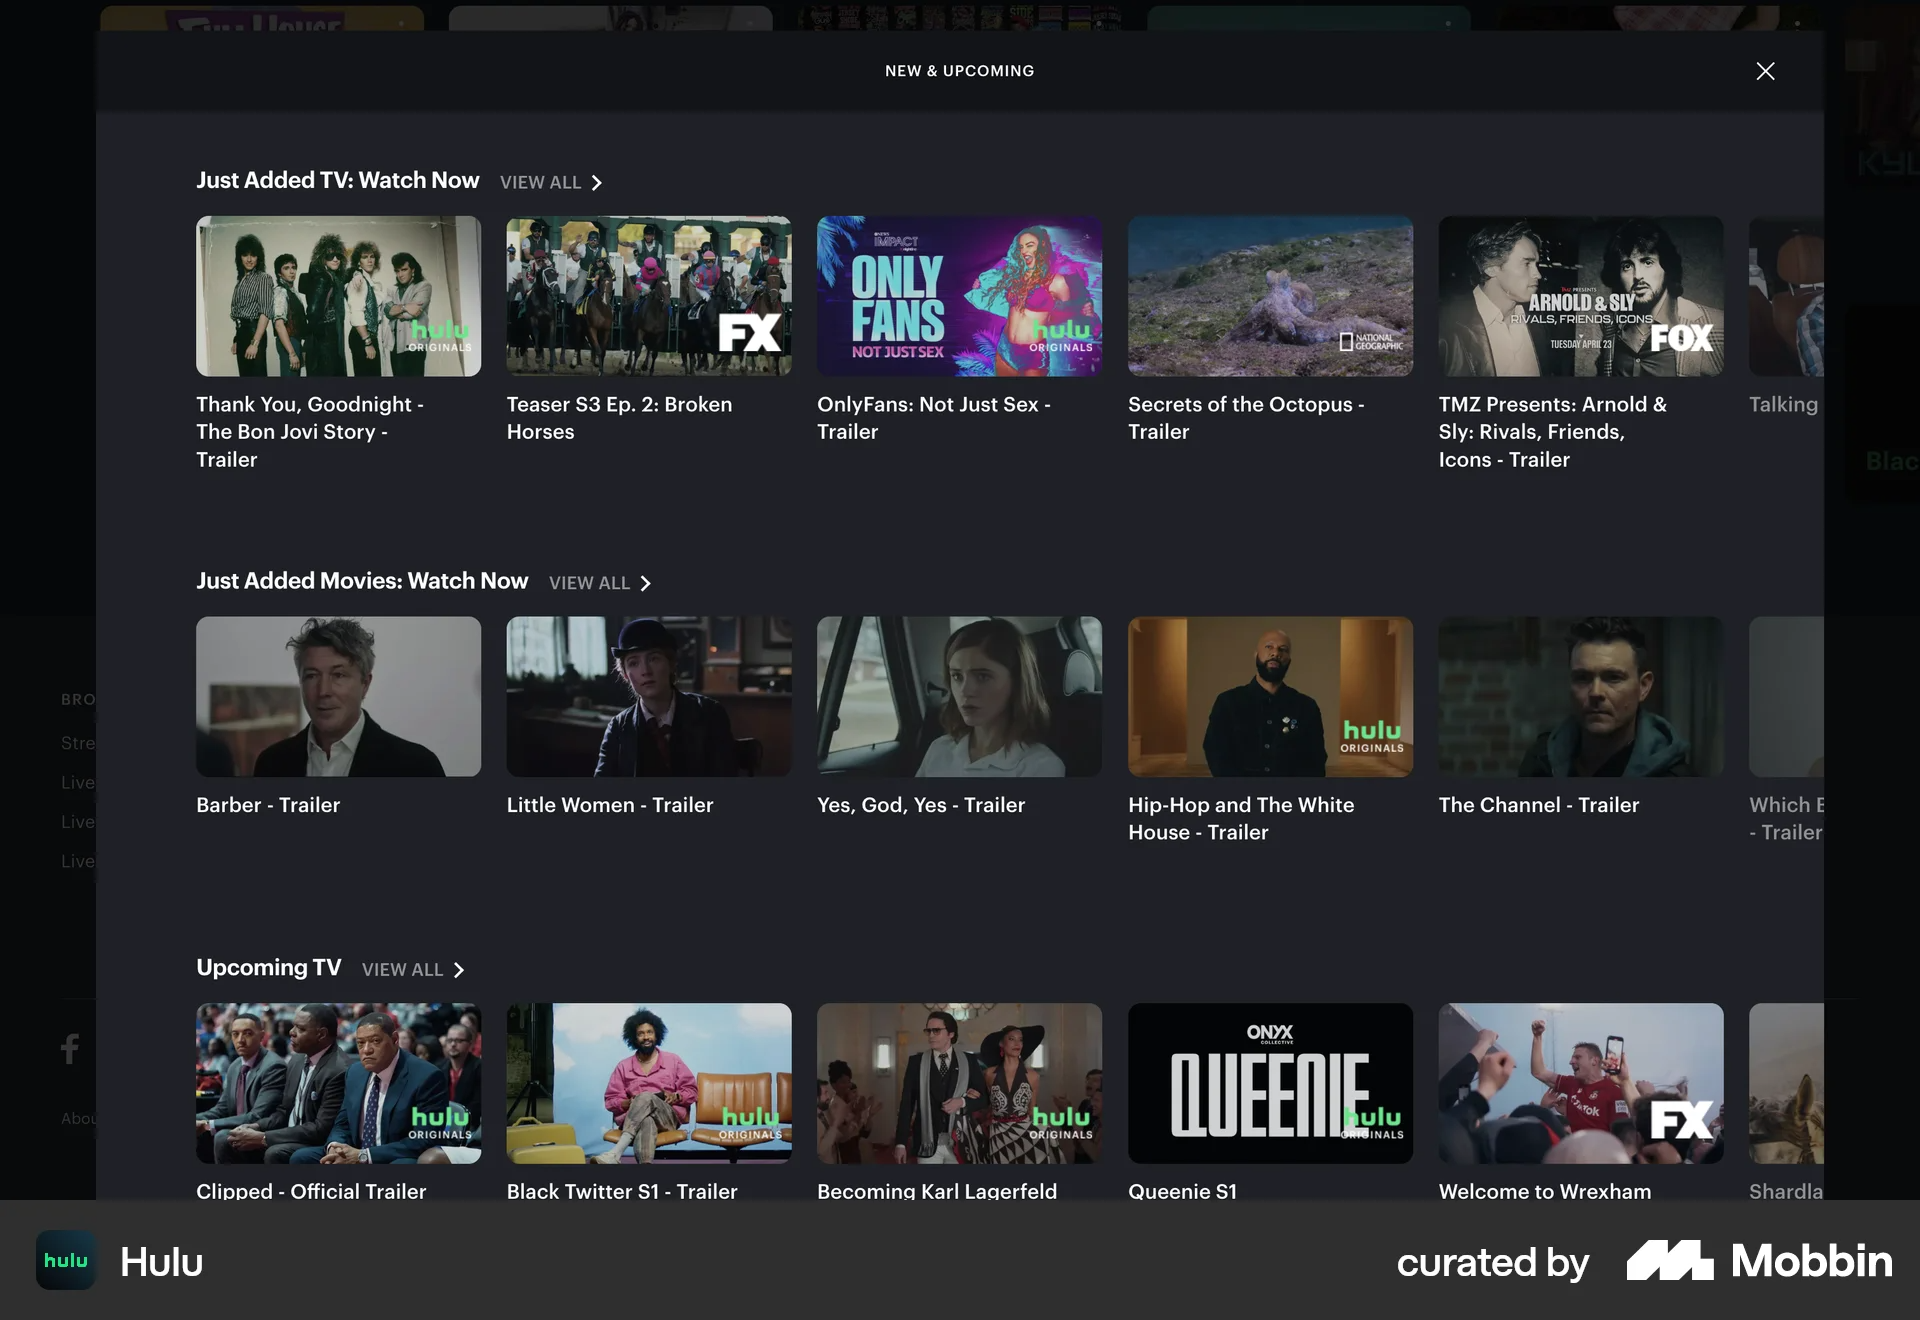 FULL HOUSE
NEW & UPCOMING
Just Added TV: Watch Now VIEW ALL
hulu
ORIGINALS
FX
IMPACT
ONLY
FANS
NOT JUST SEX
hulu
ORIGINALS
NATIONAL
GEOGRAPHIC
PRESENTS
ARNOLD & SLY
RIVALS, FRIENDS, ICONS
TUESDAY APRIL 23
FOX
Thank You, Goodnight -
The Bon Jovi Story -
Trailer
Teaser S3 Ep. 2: Broken
Horses
OnlyFans: Not Just Sex -
Trailer
Secrets of the Octopus -
Trailer
TMZ Presents: Arnold &
Sly: Rivals, Friends,
Icons - Trailer
Talking
Blac
Just Added Movies: Watch Now VIEW ALL
hulu
ORIGINALS
Barber - Trailer
Little Women - Trailer
Yes, God, Yes - Trailer
Hip-Hop and The White
House - Trailer
The Channel - Trailer
Which
- Trailer
BRO
Stre
Live
Live
Live
Upcoming TV VIEW ALL
hulu
ORIGINALS
hulu
ORIGINALS
hulu
ORIGINALS
ONYX
COLLECTIVE
QUEENIE
hulu
ORIGINALS
TikTok
FX
f
Abou
Clipped - Official Trailer
Black Twitter S1 - Trailer
Becoming Karl Lagerfeld
Queenie S1
Welcome to Wrexham
Shardla
hulu
Hulu
curated by Mobbin